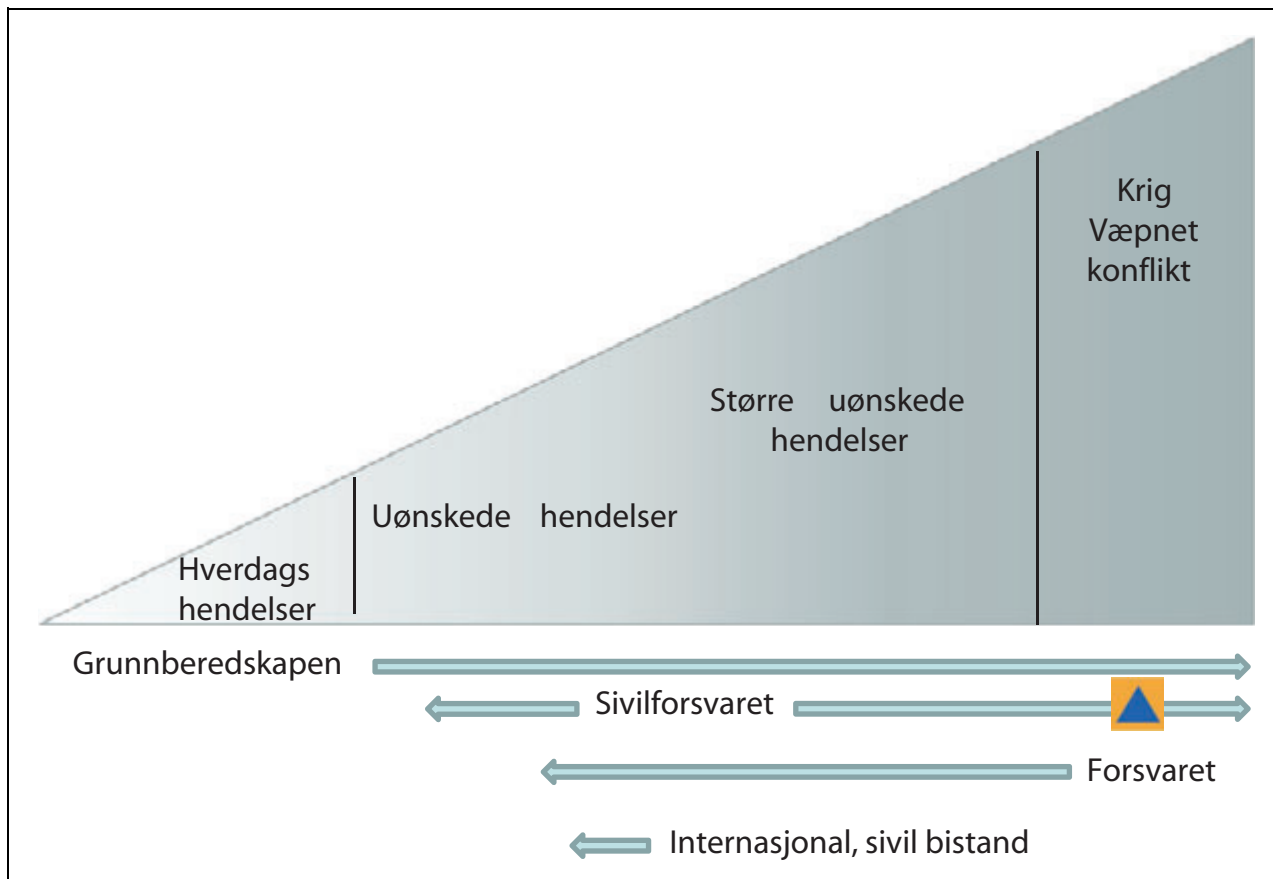 Krig
Væpnet
konflikt
Større uønskede
hendelser
Uønskede hendelser
Hverdags
hendelser
Grunnberedskapen
Sivilforsvaret
Forsvaret
Internasjonal, sivil bistand